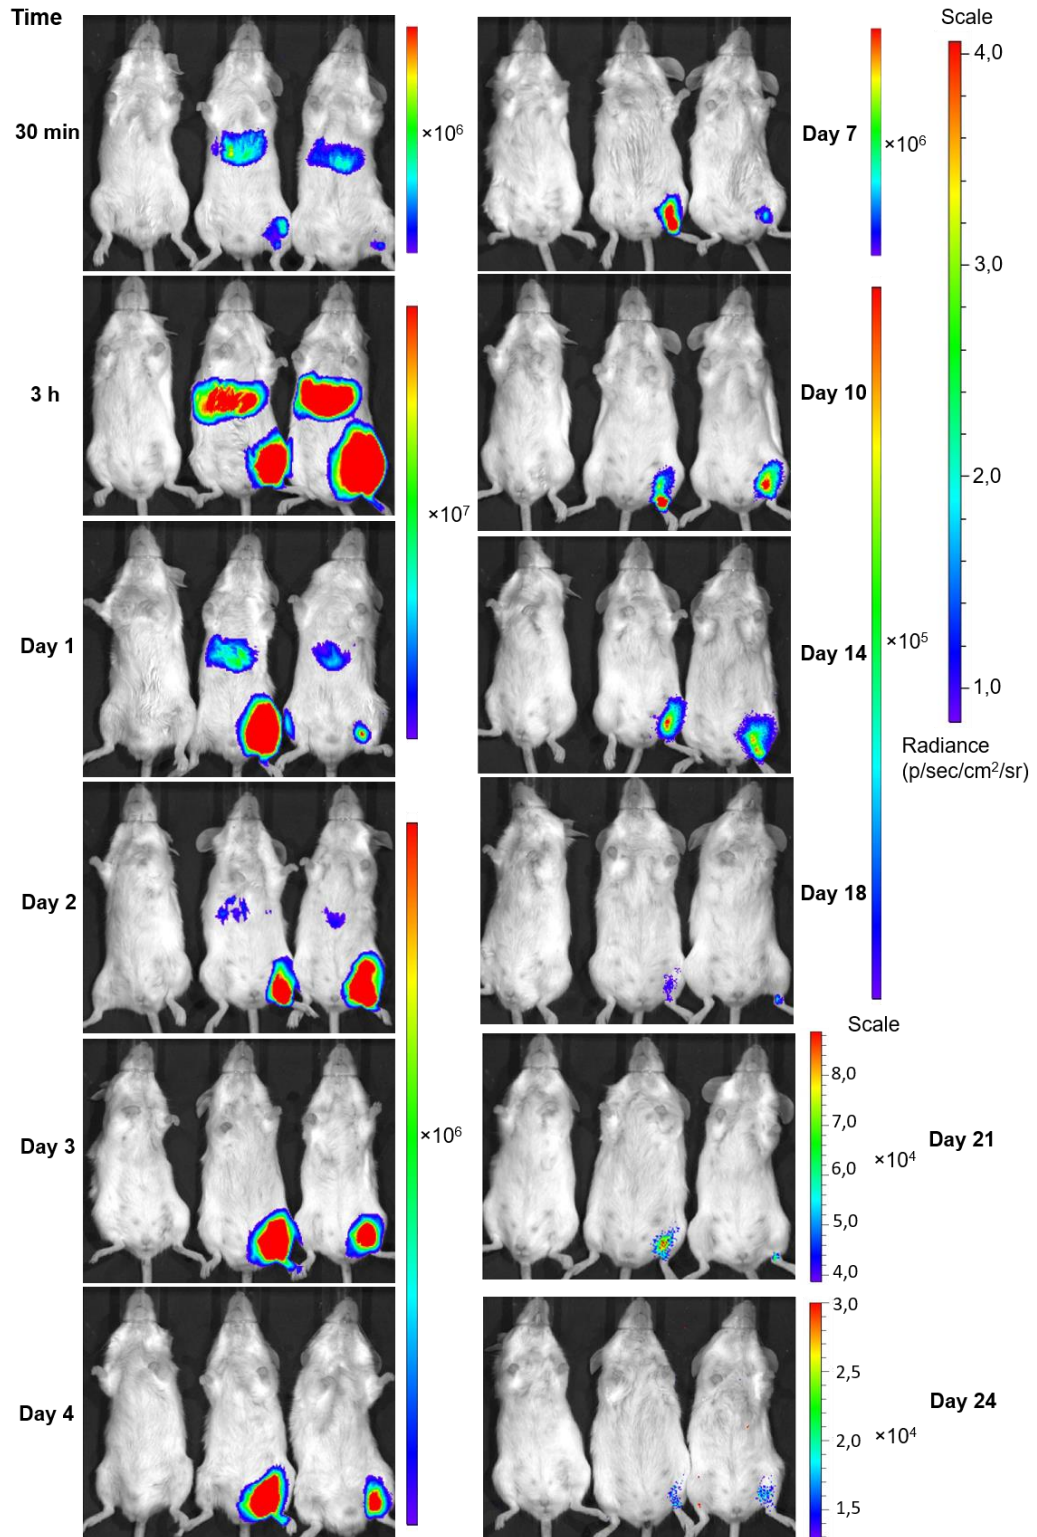 Time
30 min
×10⁶
3 h
×10⁷
Day 1
Day 2
Day 3
×10⁶
Day 4
Day 7
×10⁶
Scale
4,0
3,0
2,0
1,0
Day 10
Day 14
×10⁵
Radiance
(p/sec/cm²/sr)
Day 18
Scale
8,0
7,0
6,0
5,0
4,0
×10⁴
Day 21
3,0
2,5
2,0
1,5
×10⁴
Day 24